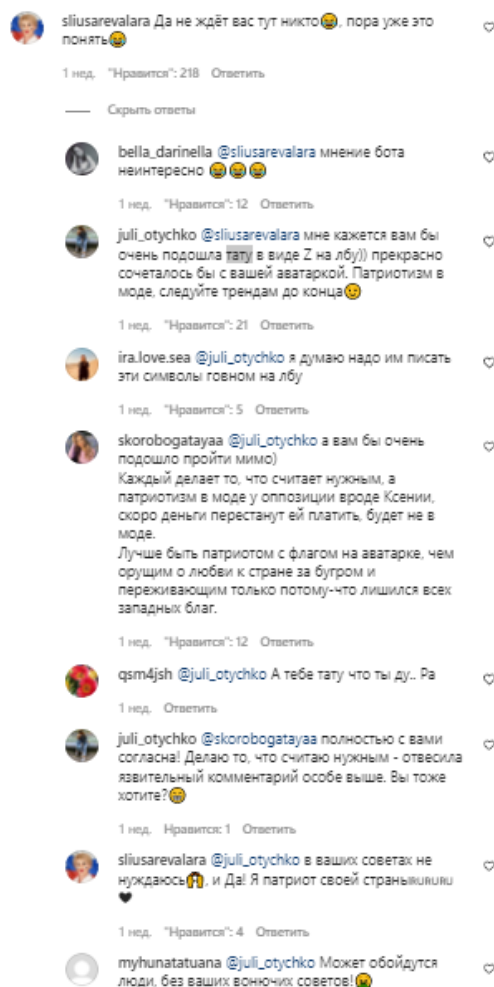 sliusarevalara Да не ждёт вас тут никто😂, пора уже это
понять😂
1 нед. "Нравится": 218 Ответить
Скрыть ответы
bella_darinella @sliusarevalara мнение бота
неинтересно 😂😂😂
1 нед. "Нравится": 12 Ответить
juli_otychko @sliusarevalara мне кажется вам бы
очень подошла тату в виде Z на лбу)) прекрасно
сочеталось бы с вашей аватаркой. Патриотизм в
моде, следуйте трендам до конца😉
1 нед. "Нравится": 21 Ответить
ira.love.sea @juli_otychko я думаю надо им писать
эти символы говном на лбу
1 нед. "Нравится": 5 Ответить
skorobogatayaa @juli_otychko а вам бы очень
подошло пройти мимо)
Каждый делает то, что считает нужным, а
патриотизм в моде у оппозиции вроде Ксении,
скоро деньги перестанут ей платить, будет не в
моде.
Лучше быть патриотом с флагом на аватарке, чем
орущим о любви к стране за бугром и
переживающим только потому-что лишился всех
западных благ.
1 нед. "Нравится": 12 Ответить
qsm4jsh @juli_otychko А тебе тату что ты ду.. Ра
1 нед. Ответить
juli_otychko @skorobogatayaa полностью с вами
согласна! Делаю то, что считаю нужным - отвесила
язвительный комментарий особе выше. Вы тоже
хотите?😁
1 нед. Нравится: 1 Ответить
sliusarevalara @juli_otychko в ваших советах не
нуждаюсь🙌, и Да! Я патриот своей страны🇷🇺🇷🇺🇷🇺
🖤
1 нед. "Нравится": 4 Ответить
myhunatatuana @juli_otychko Может обойдутся
люди, без ваших вонючих советов!🤮